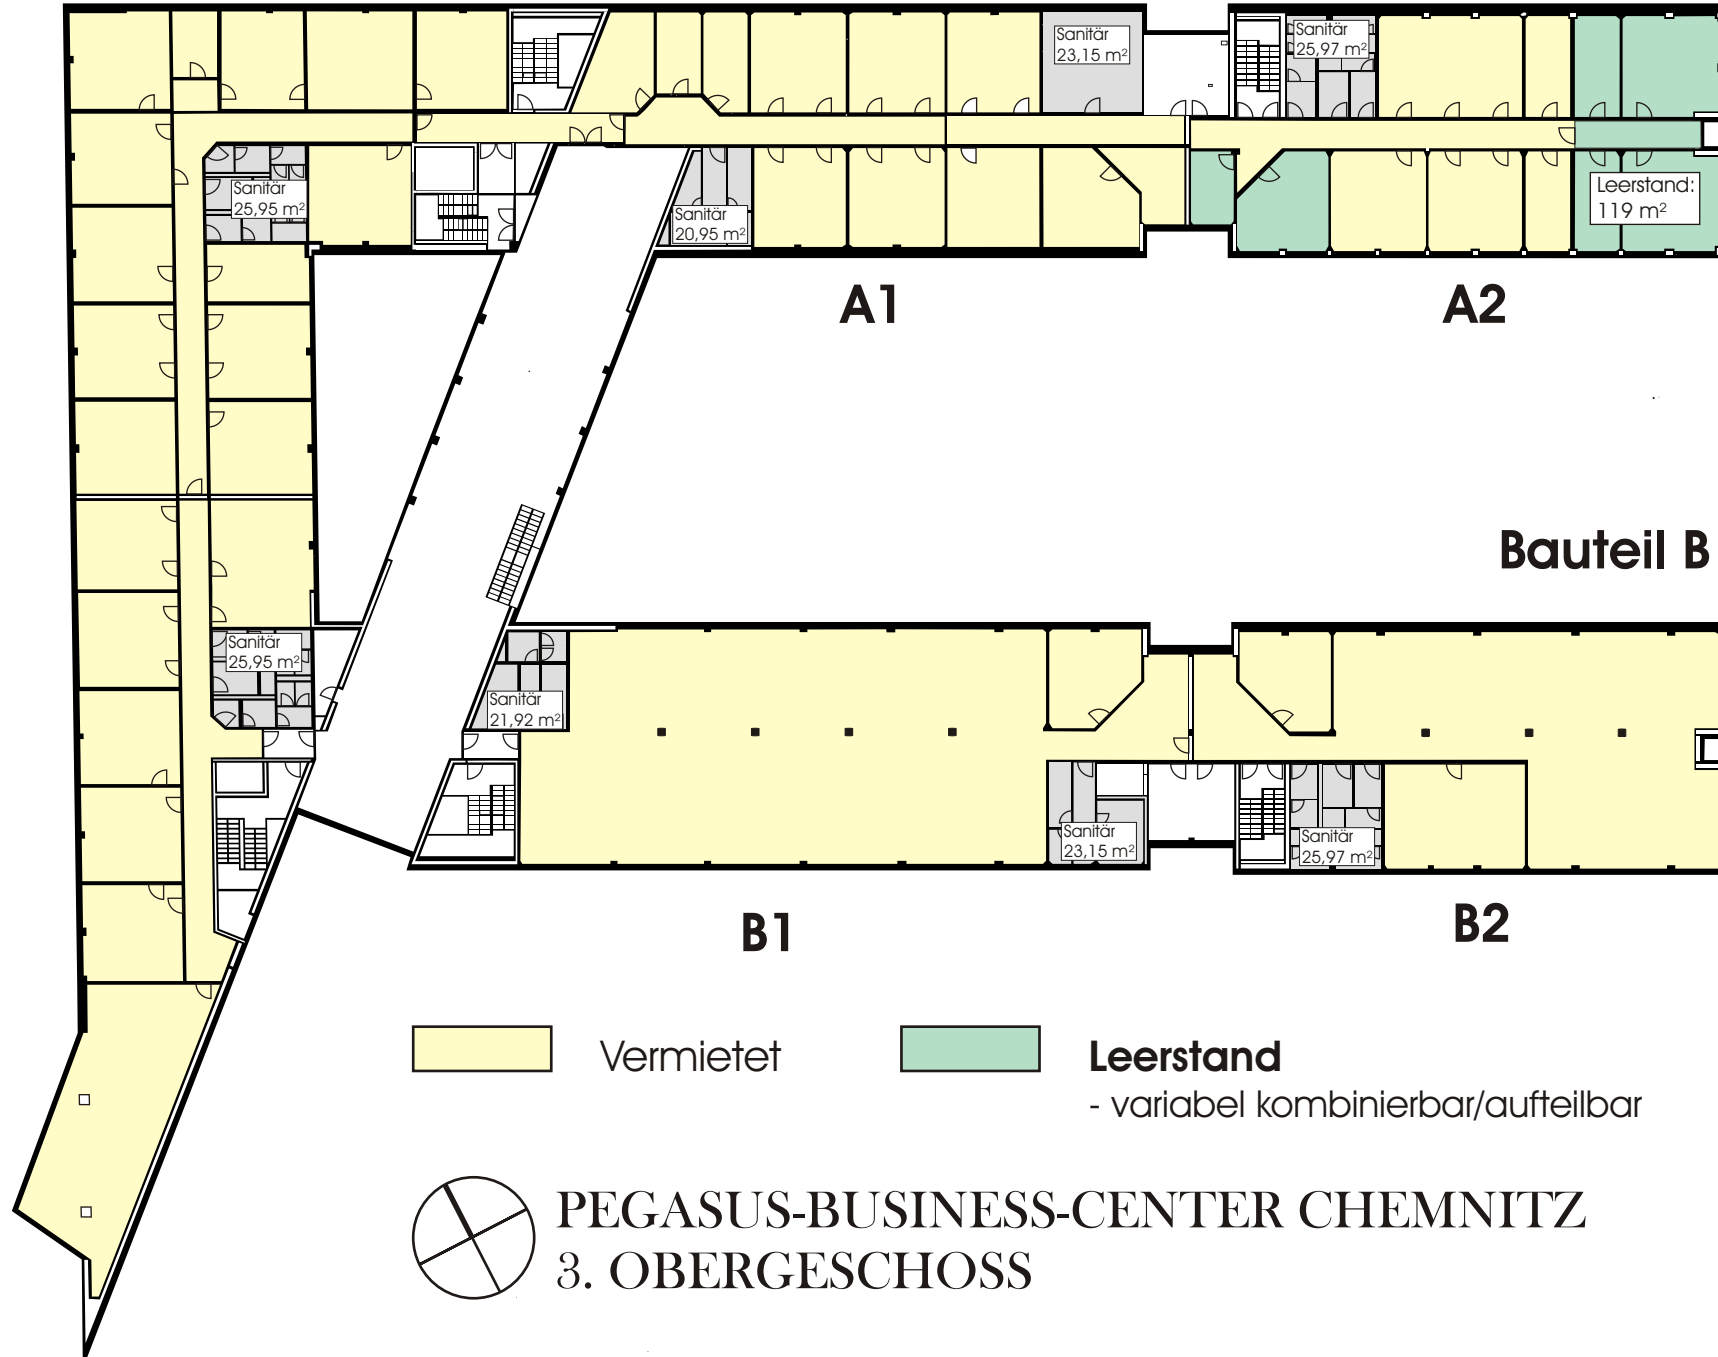 Sanitär
23,15 m²
Sanitär
25,97 m²
Sanitär
25,95 m²
Sanitär
20,95 m²
Leerstand:
119 m²
A1
A2
Bauteil B
Sanitär
25,95 m²
Sanitär
21,92 m²
Sanitär
23,15 m²
Sanitär
25,97 m²
B1
B2
Vermietet
Leerstand
- variabel kombinierbar/aufteilbar
PEGASUS-BUSINESS-CENTER CHEMNITZ
3. OBERGESCHOSS